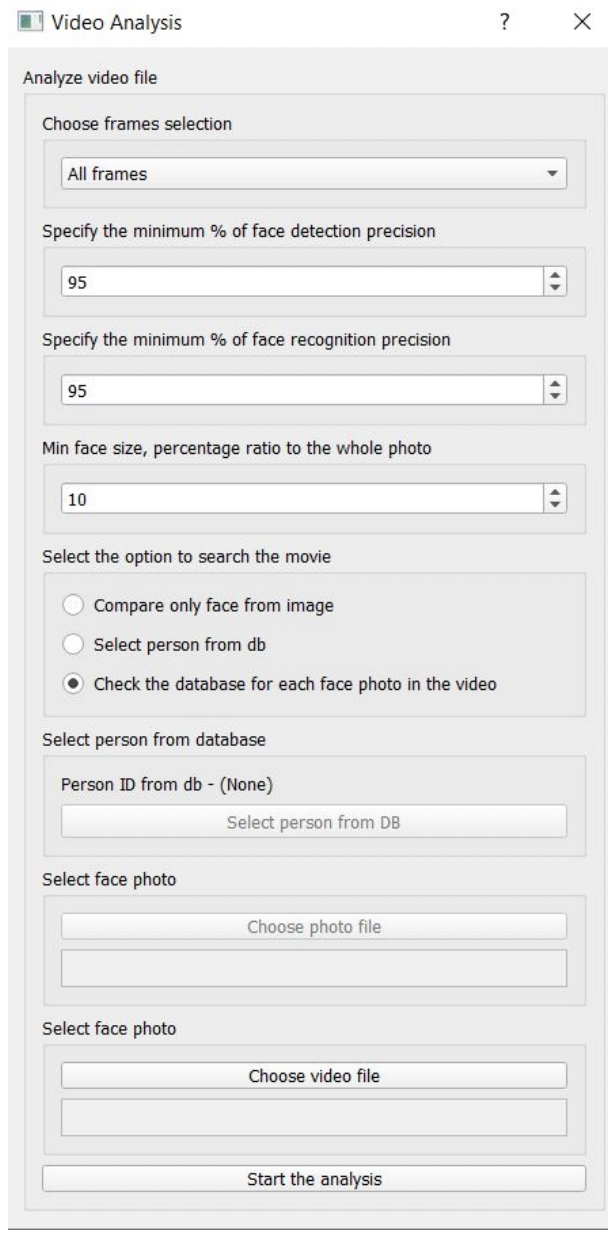 Video Analysis ?
Analyze video file
Choose frames selection
All frames
Specify the minimum % of face detection precision
95
Specify the minimum % of face recognition precision
95
Min face size, percentage ratio to the whole photo
10
Select the option to search the movie
Compare only face from image
Select person from db
Check the database for each face photo in the video
Select person from database
Person ID from db - (None)
Select person from DB
Select face photo
Choose photo file
Select face photo
Choose video file
Start the analysis